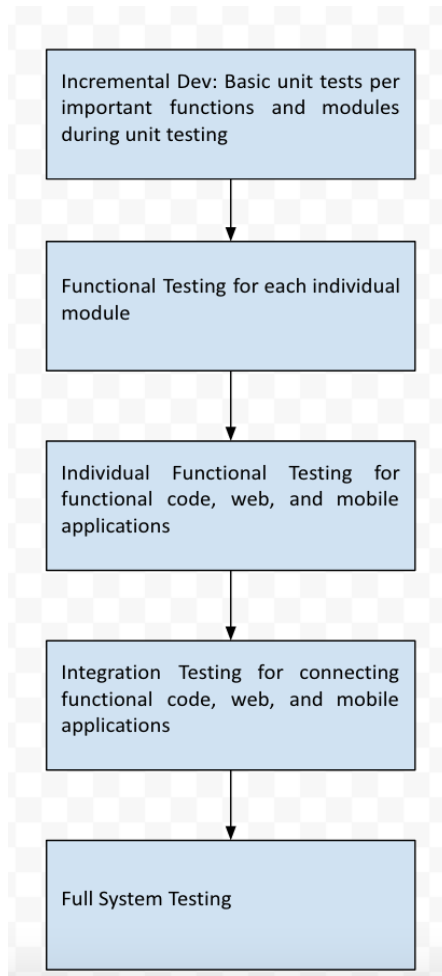 Incremental Dev: Basic unit tests per
important functions and modules
during unit testing
Functional Testing for each individual
module
Individual Functional Testing for
functional code, web, and mobile
applications
Integration Testing for connecting
functional code, web, and mobile
applications
Full System Testing